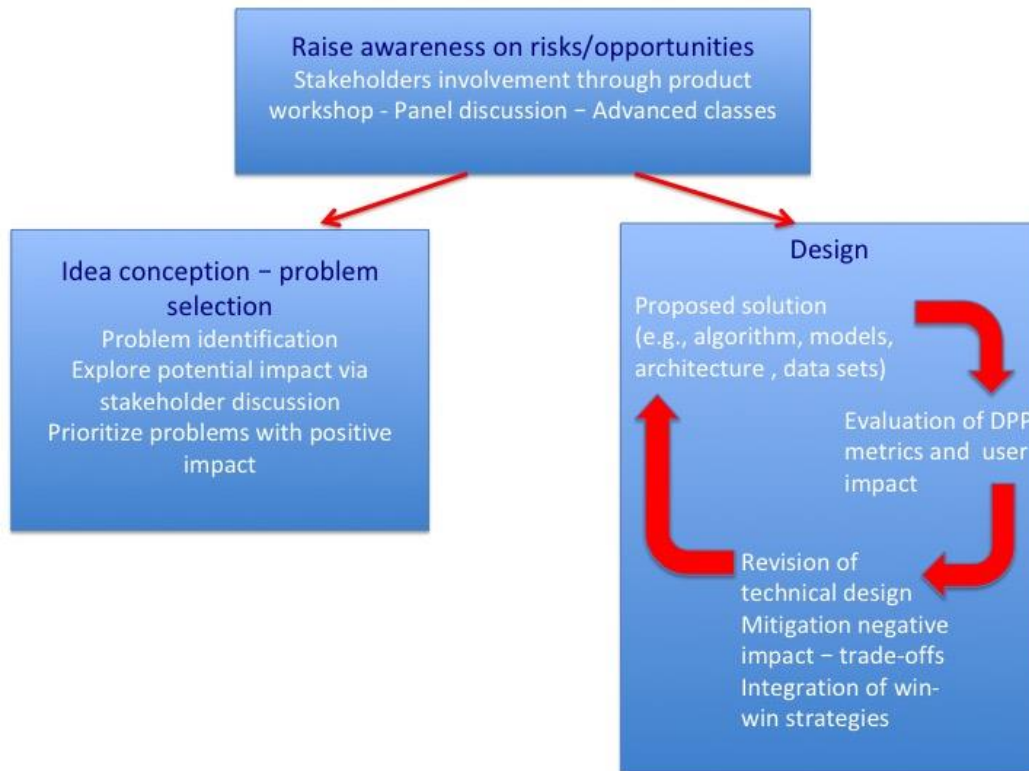 Raise awareness on risks/opportunities
Stakeholders involvement through product
workshop - Panel discussion – Advanced classes
Idea conception – problem
selection
Problem identification
Explore potential impact via
stakeholder discussion
Prioritize problems with positive
impact
Design
Proposed solution
(e.g., algorithm, models,
architecture , data sets)
Evaluation of DPP
metrics and user
impact
Revision of
technical design
Mitigation negative
impact – trade-offs
Integration of win-
win strategies